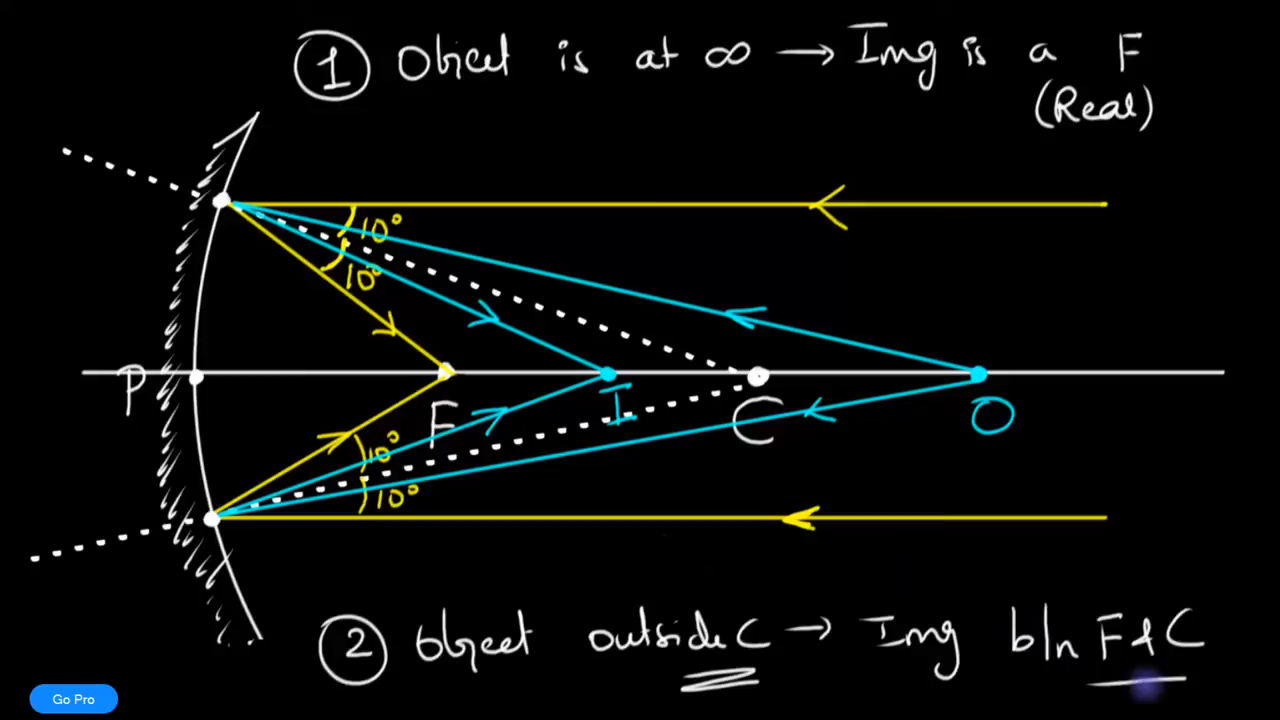 ① Object is at ∞ → Img is a F
(Real)
10°
10°
P
F
I
C
O
10°
10°
② Object outside C → Img b/n F & C
Go Pro